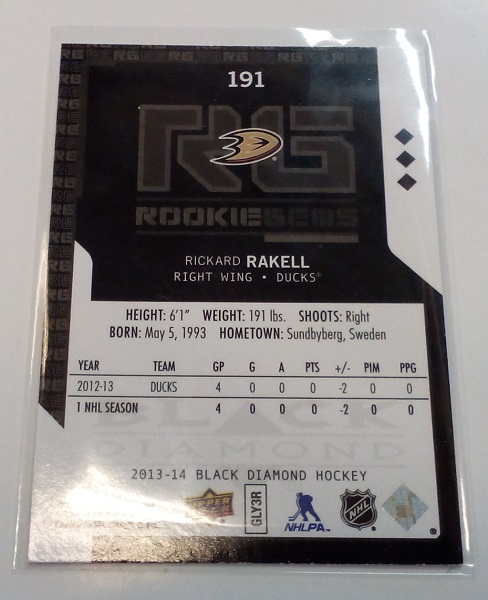 191
RG
ROOKIEGEMS
RICKARD RAKELL
RIGHT WING • DUCKS®
HEIGHT: 6'1" WEIGHT: 191 lbs. SHOOTS: Right
BORN: May 5, 1993 HOMETOWN: Sundbyberg, Sweden
YEAR TEAM GP G A PTS +/- PIM PPG
2012-13 DUCKS 4 0 0 0 -2 0 0
1 NHL SEASON 4 0 0 0 -2 0 0
BLACK
DIAMOND
2013-14 BLACK DIAMOND HOCKEY
UPPER
GLY3R
NHLPA
NHL